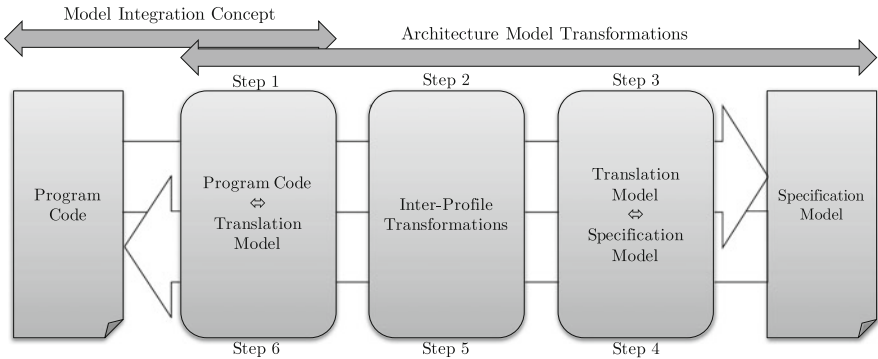 Model Integration Concept
Architecture Model Transformations
Step 1
Step 2
Step 3
Program
Code
Program Code
⇔
Translation
Model
Inter-Profile
Transformations
Translation
Model
⇔
Specification
Model
Specification
Model
Step 6
Step 5
Step 4